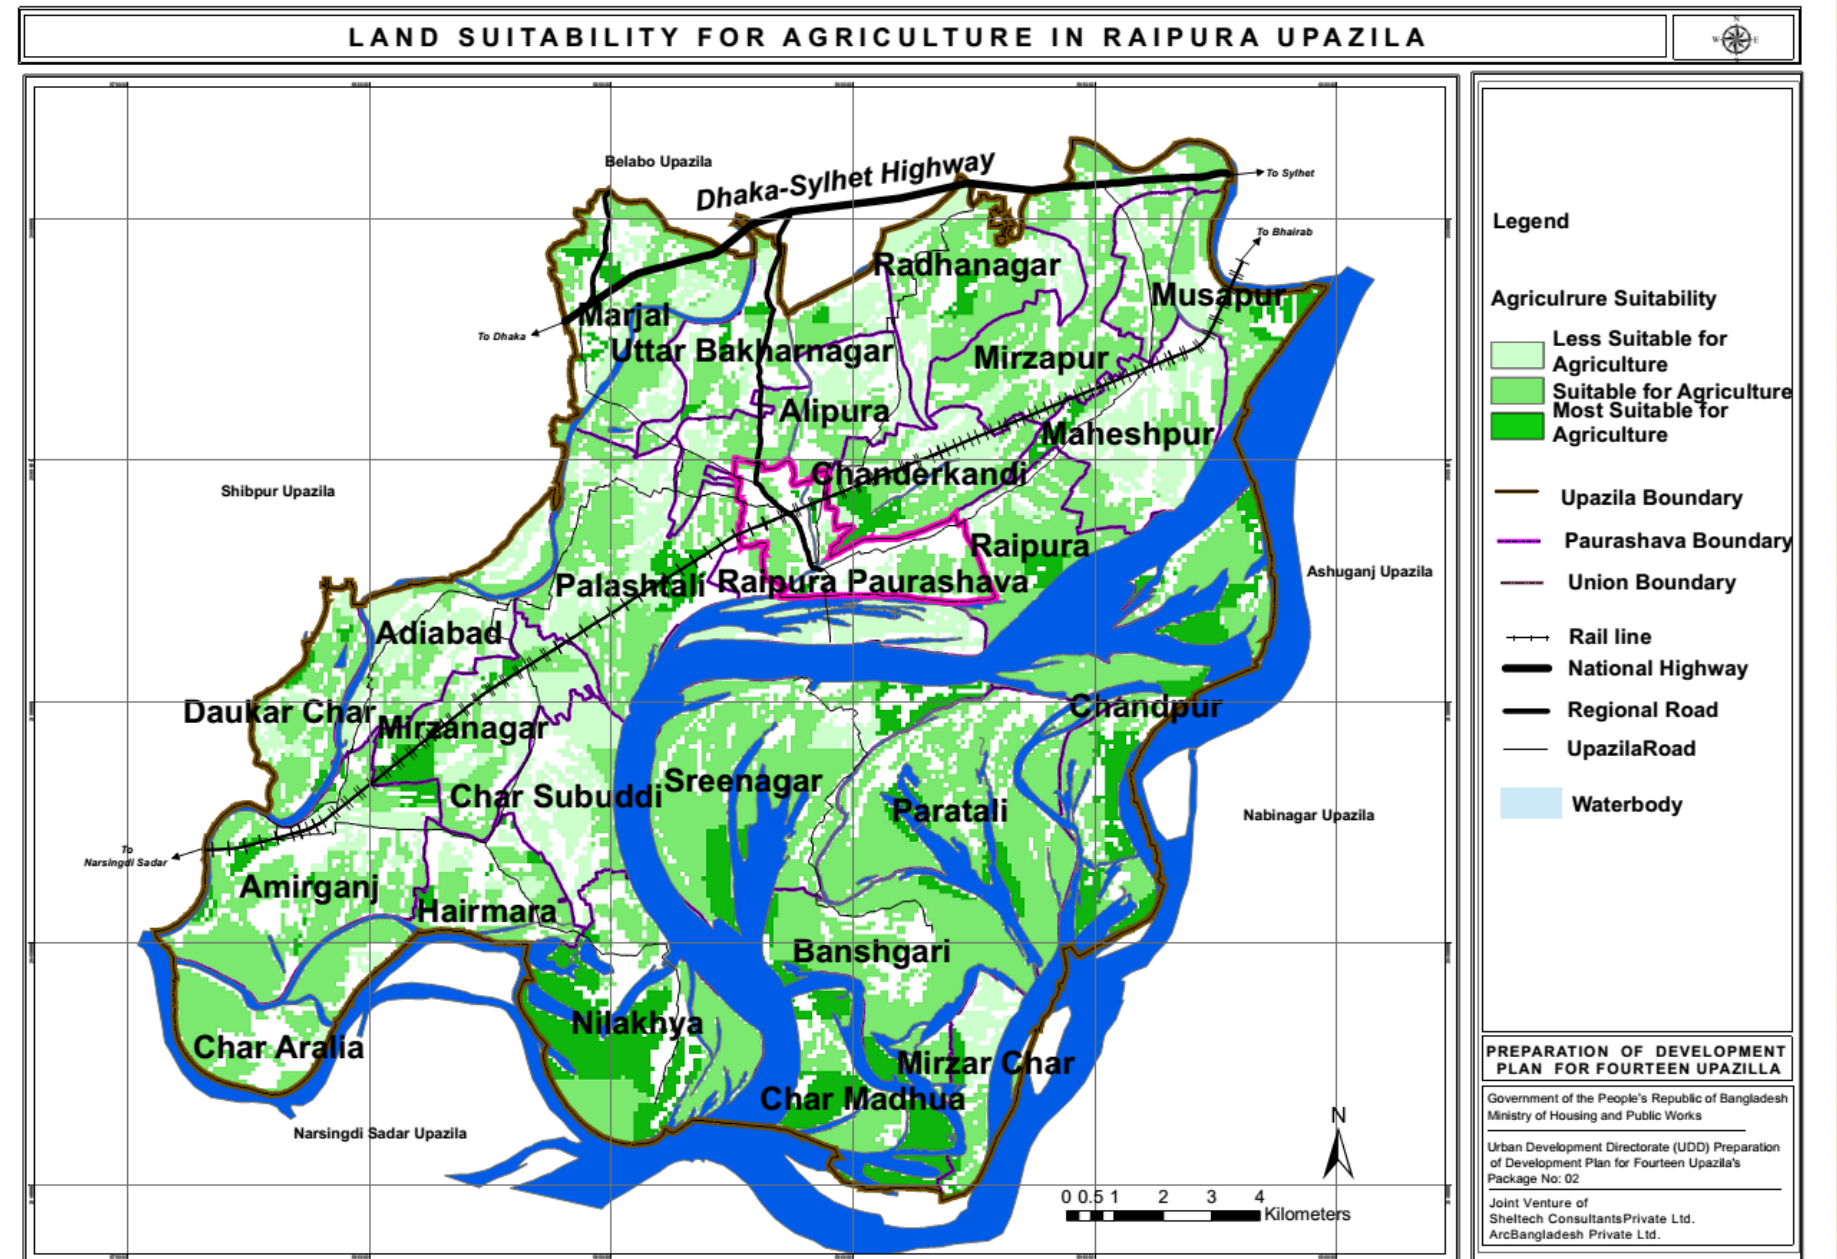 LAND SUITABILITY FOR AGRICULTURE IN RAIPURA UPAZILA
N
W
E
Belabo Upazila
Dhaka-Sylhet Highway
To Sylhet
To Bhairab
Radhanagar
Musapur
Marjal
To Dhaka
Uttar Bakharnagar
Mirzapur
Alipura
Maheshpur
Chanderkandi
Shibpur Upazila
Raipura
Ashuganj Upazila
Palashtali
Raipura Paurashava
Adiabad
Daukar Char
Chandpur
Mirzanagar
Sreenagar
Char Subuddi
Paratali
Nabinagar Upazila
To
Narsingdi Sadar
Amirganj
Hairmara
Banshgari
Nilakhya
Char Aralia
Mirzar Char
Char Madhua
Narsingdi Sadar Upazila
N
0 0.5 1 2 3 4
Kilometers
Legend
Agriculrure Suitability
Less Suitable for
Agriculture
Suitable for Agriculture
Most Suitable for
Agriculture
Upazila Boundary
Paurashava Boundary
Union Boundary
Rail line
National Highway
Regional Road
UpazilaRoad
Waterbody
PREPARATION OF DEVELOPMENT
PLAN FOR FOURTEEN UPAZILLA
Government of the People's Republic of Bangladesh
Ministry of Housing and Public Works
Urban Development Directorate (UDD) Preparation
of Development Plan for Fourteen Upazila's
Package No: 02
Joint Venture of
Sheltech ConsultantsPrivate Ltd.
ArcBangladesh Private Ltd.